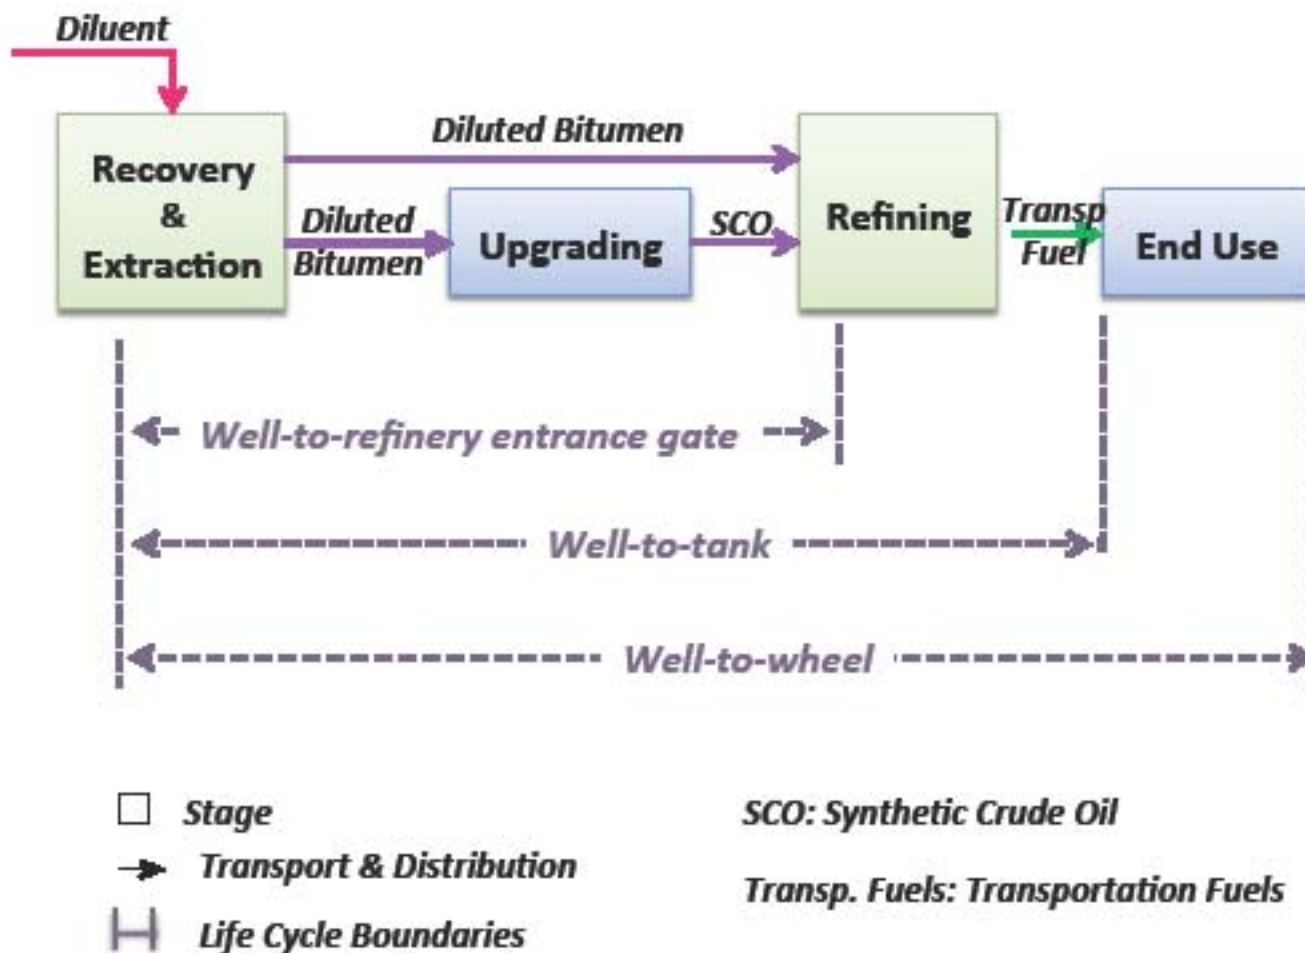 Diluent
Diluted Bitumen
Recovery
&
Extraction
Diluted
Bitumen
Upgrading
SCO
Refining
Transp
Fuel
End Use
Well-to-refinery entrance gate
Well-to-tank
Well-to-wheel
Stage
Transport & Distribution
Life Cycle Boundaries
SCO: Synthetic Crude Oil
Transp. Fuels: Transportation Fuels